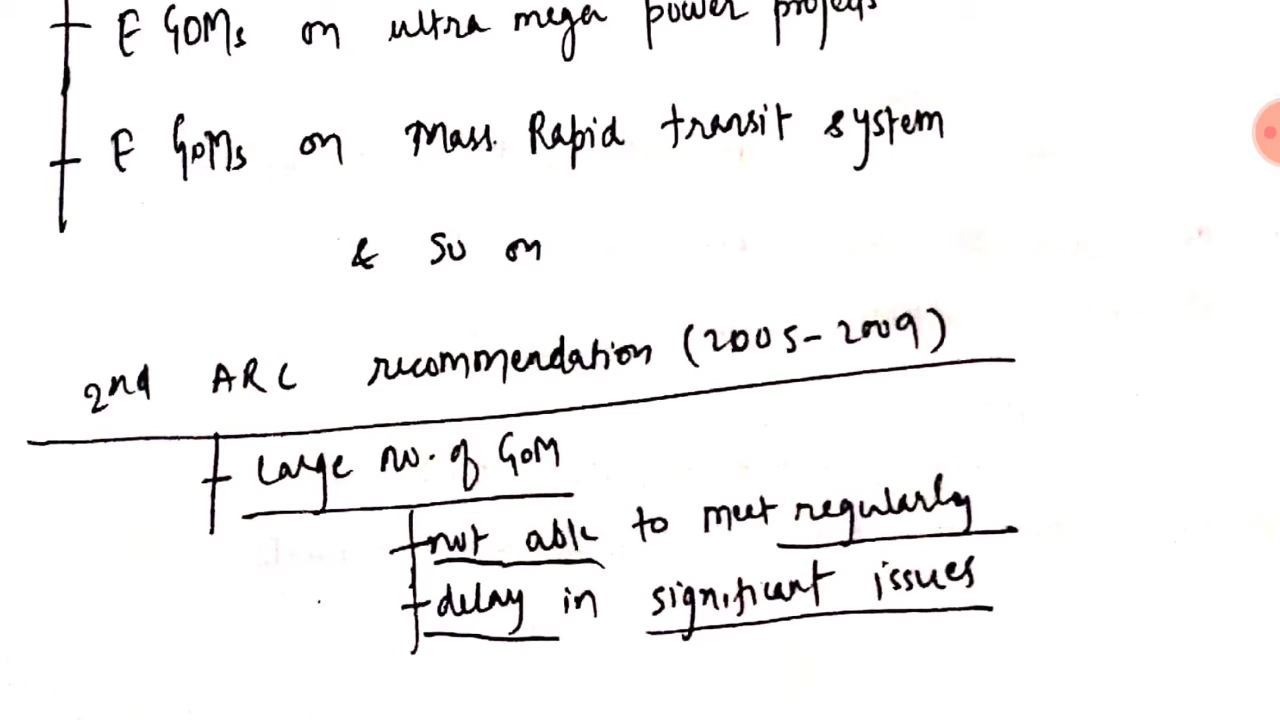 E GOMs on ultra mega power projects
E GOMs on Mass Rapid transit system
& so on
2nd ARC recommendation (2005-2009)
Large no. of GOM
not able to meet regularly
delay in significant issues